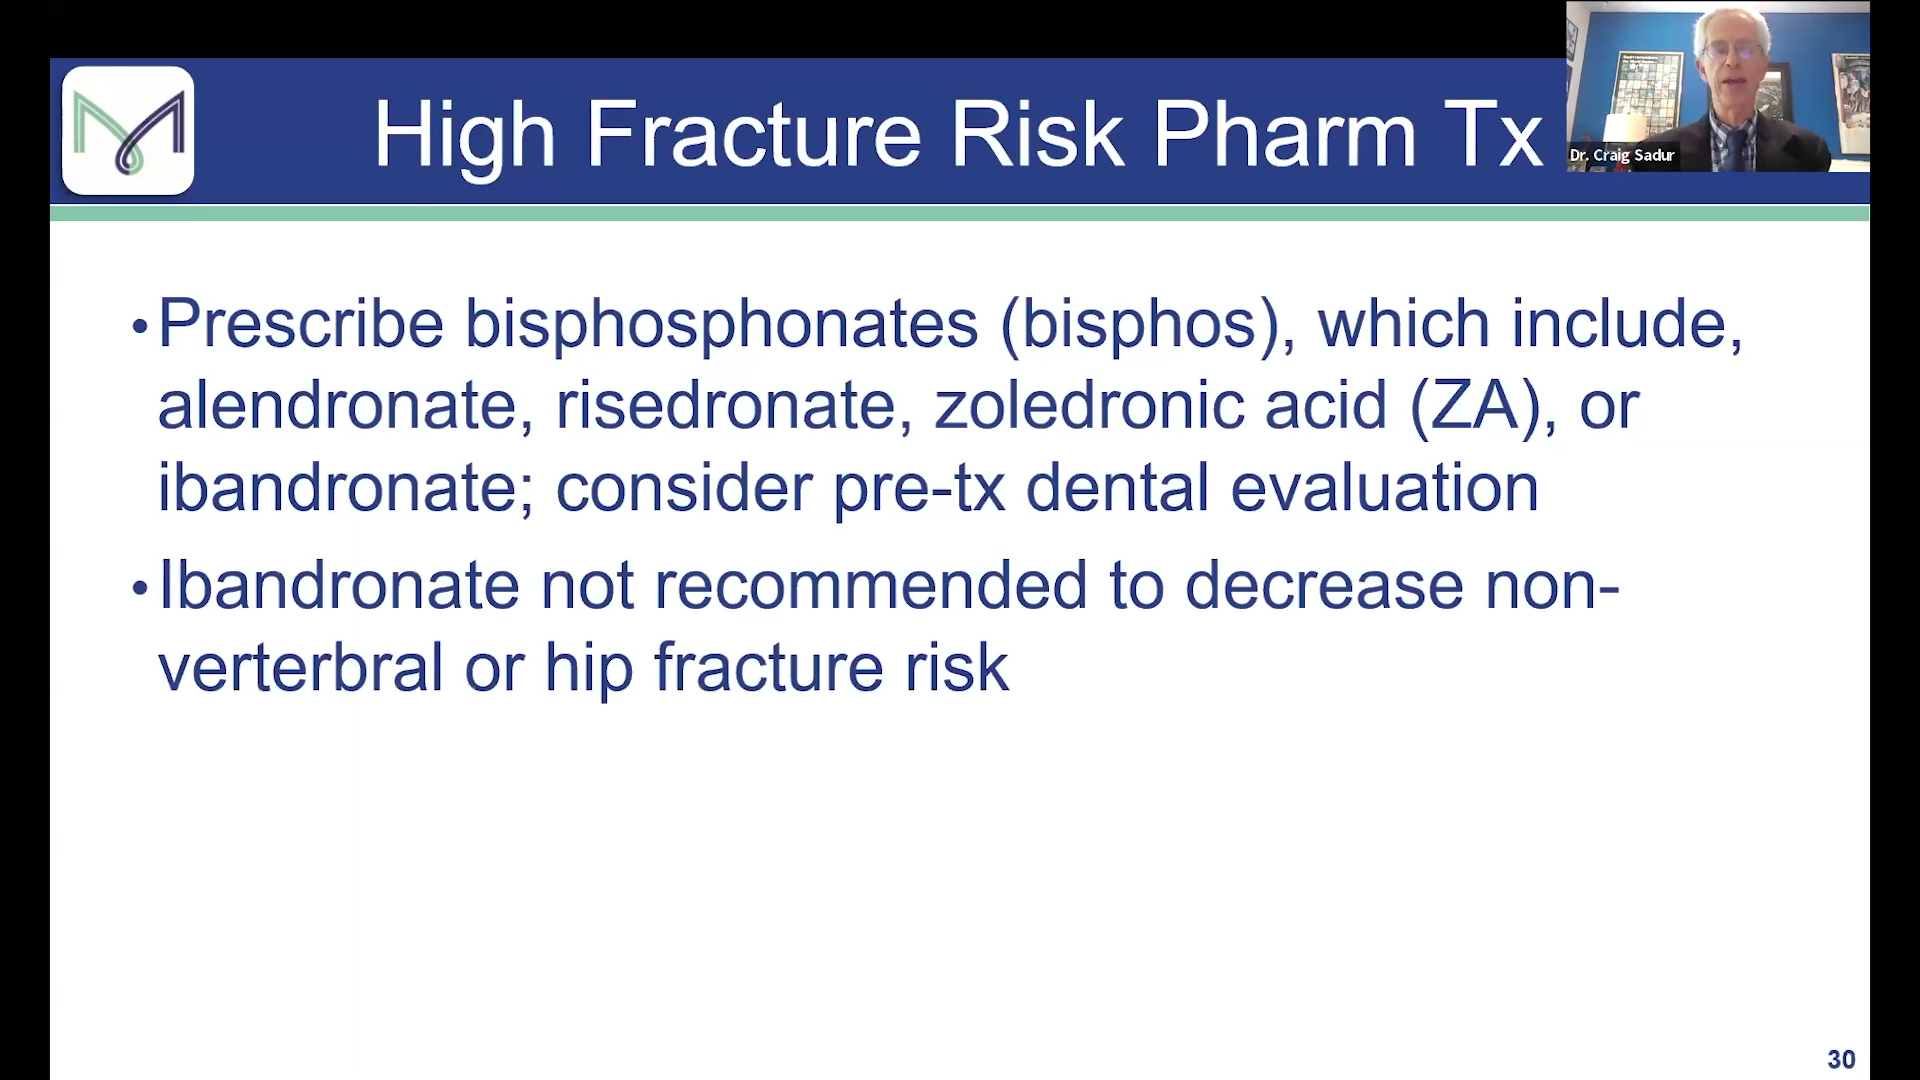 High Fracture Risk Pharm Tx
Dr. Craig Sadur
•Prescribe bisphosphonates (bisphos), which include,
alendronate, risedronate, zoledronic acid (ZA), or
ibandronate; consider pre-tx dental evaluation
•Ibandronate not recommended to decrease non-
verterbral or hip fracture risk
30